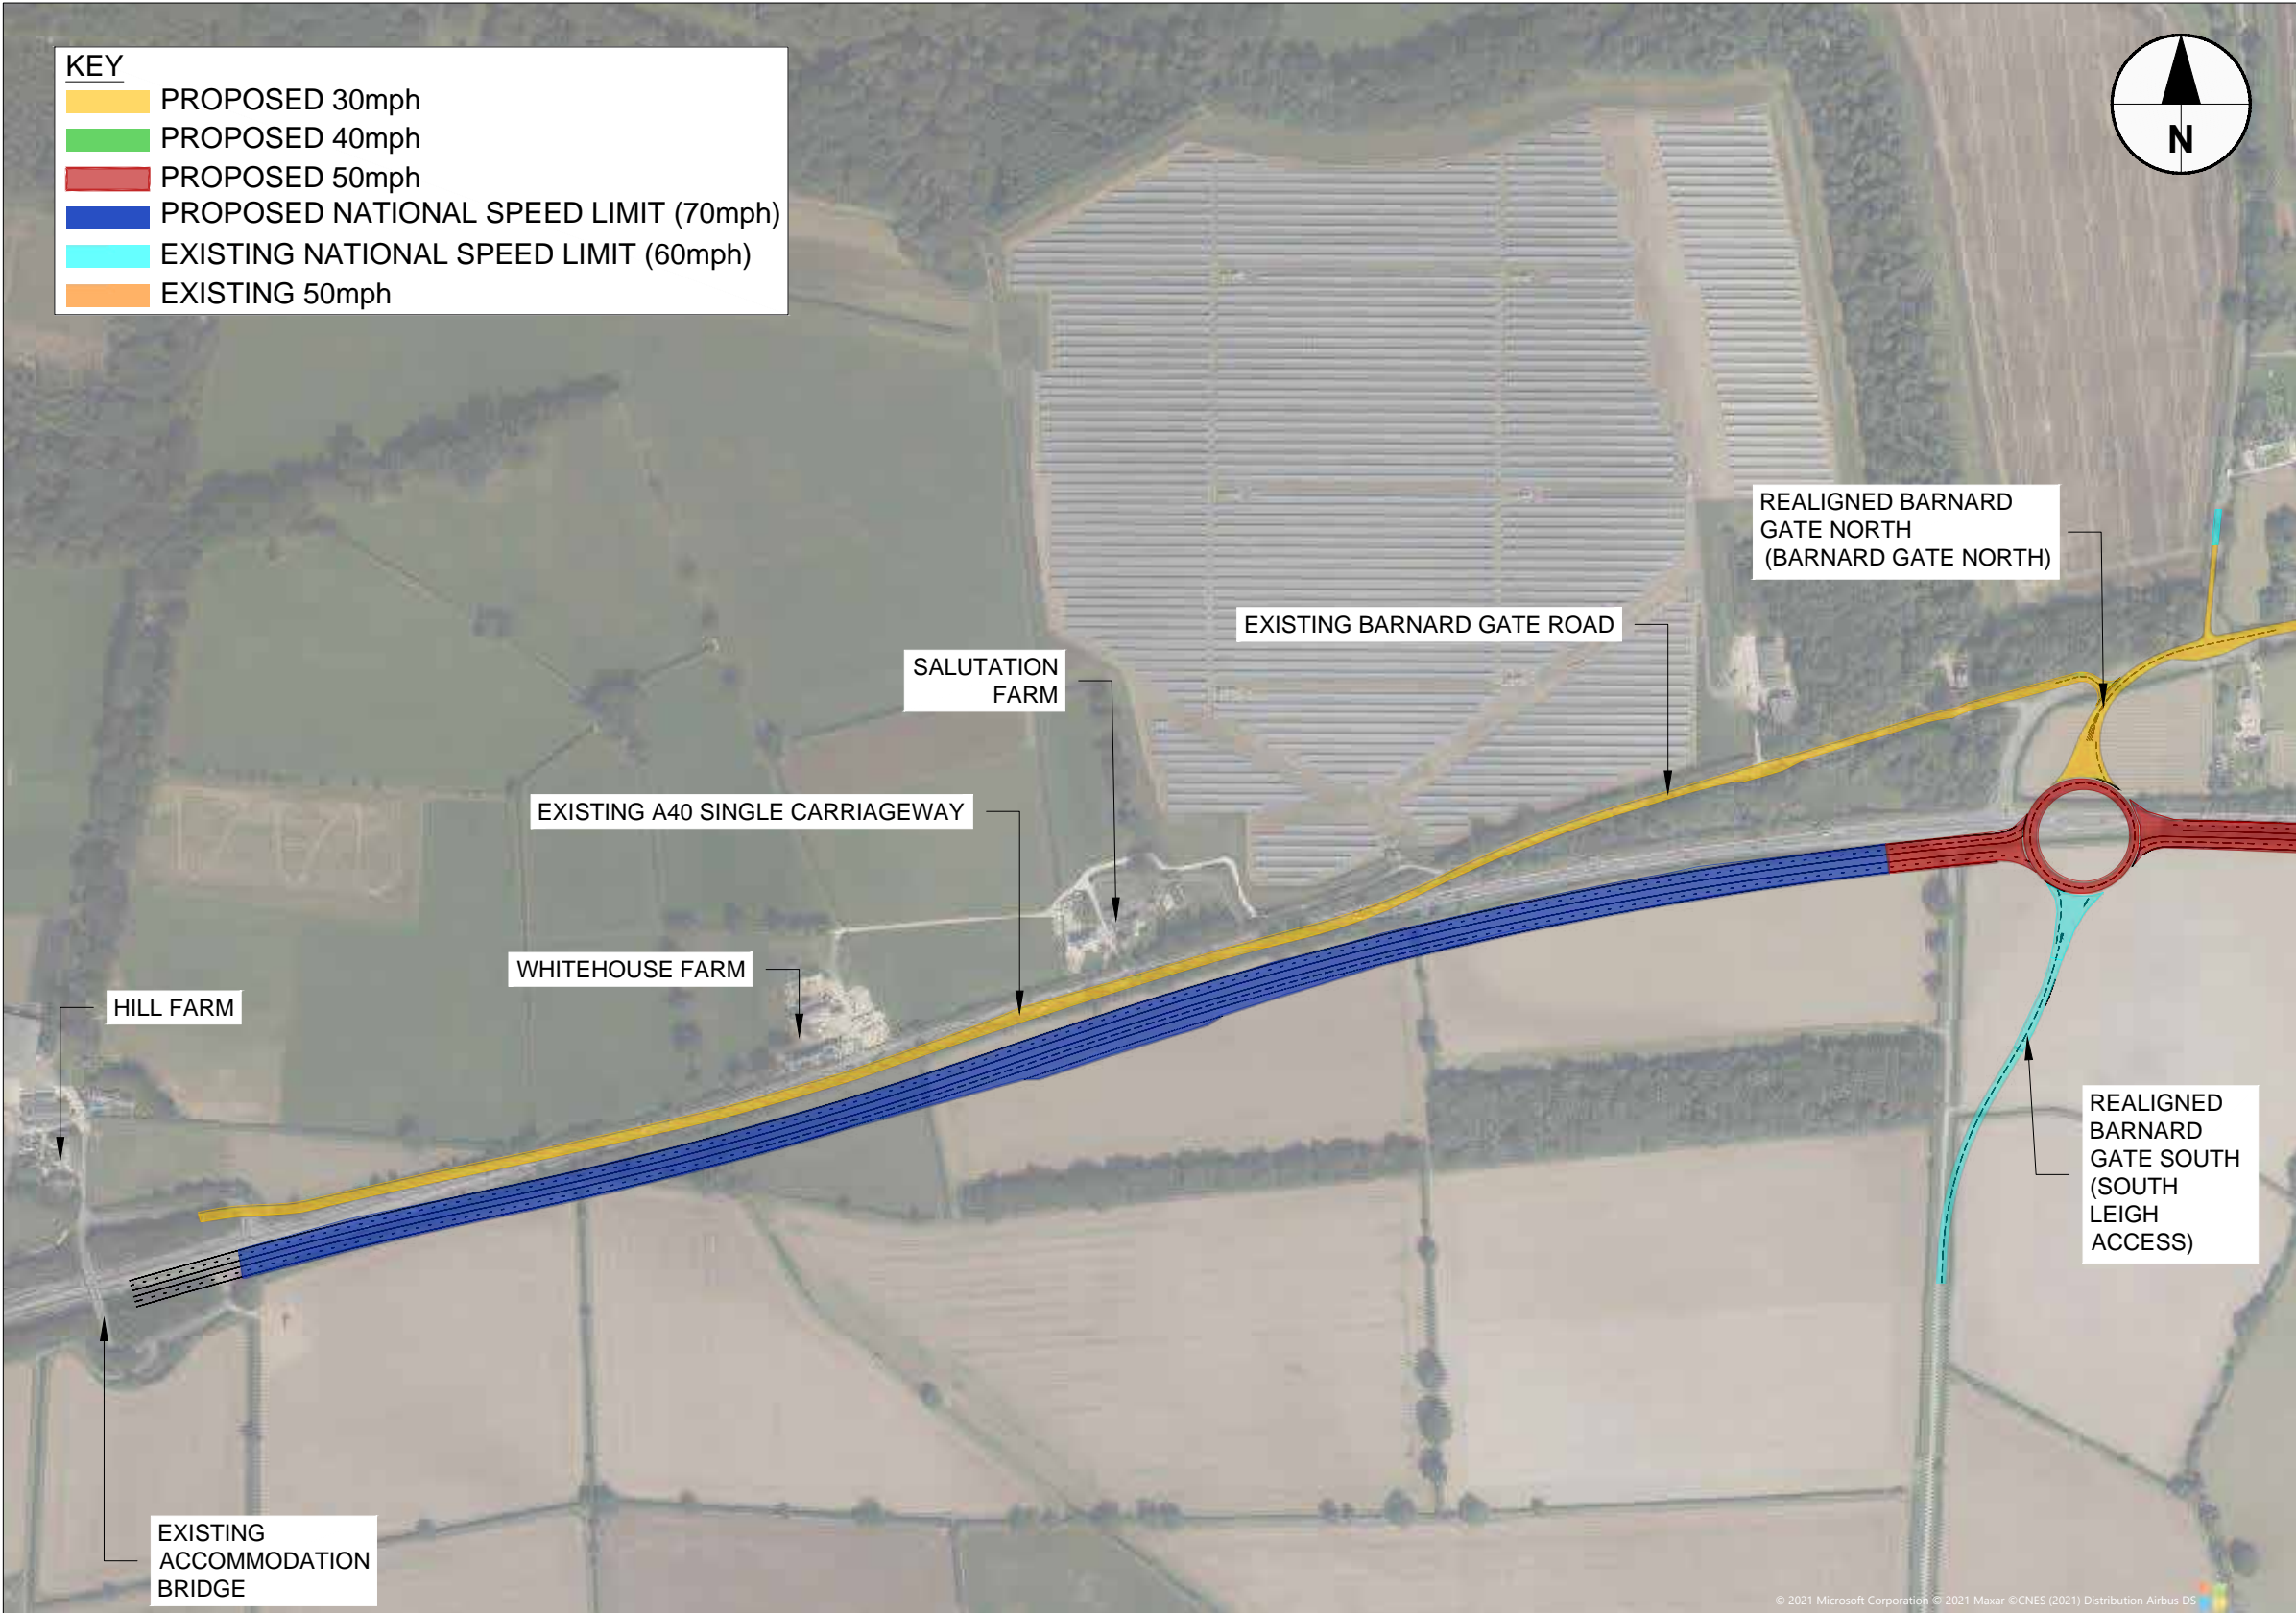 KEY
PROPOSED 30mph
PROPOSED 40mph
PROPOSED 50mph
PROPOSED NATIONAL SPEED LIMIT (70mph)
EXISTING NATIONAL SPEED LIMIT (60mph)
EXISTING 50mph
N
REALIGNED BARNARD
GATE NORTH
(BARNARD GATE NORTH)
EXISTING BARNARD GATE ROAD
SALUTATION
FARM
EXISTING A40 SINGLE CARRIAGEWAY
WHITEHOUSE FARM
HILL FARM
REALIGNED
BARNARD
GATE SOUTH
(SOUTH
LEIGH
ACCESS)
EXISTING
ACCOMMODATION
BRIDGE
© 2021 Microsoft Corporation © 2021 Maxar ©CNES (2021) Distribution Airbus DS